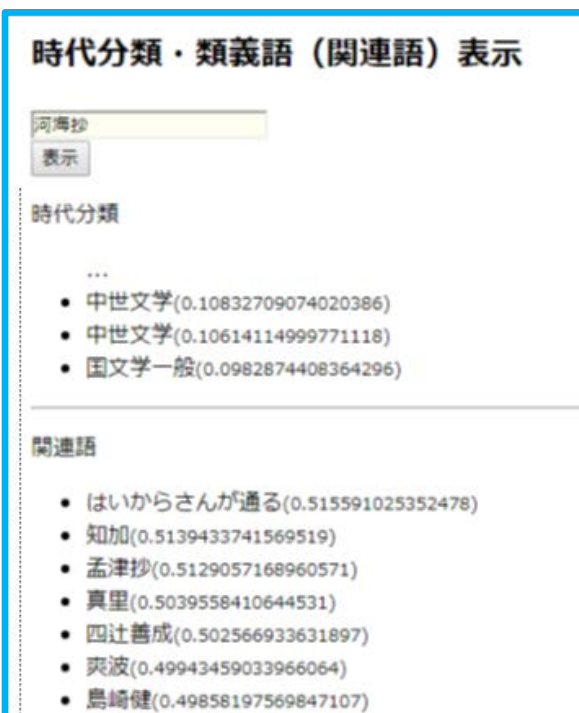 時代分類・類義語（関連語）表示
河海抄
表示
時代分類
...
• 中世文学(0.10832709074020386)
• 中世文学(0.10614114999771118)
• 国文学一般(0.0982874408364296)
関連語
• はいからさんが通る(0.515591025352478)
• 知加(0.5139433741569519)
• 孟津抄(0.5129057168960571)
• 真里(0.5039558410644531)
• 四辻善成(0.502566933631897)
• 爽波(0.49943459033966064)
• 島崎健(0.49858197569847107)